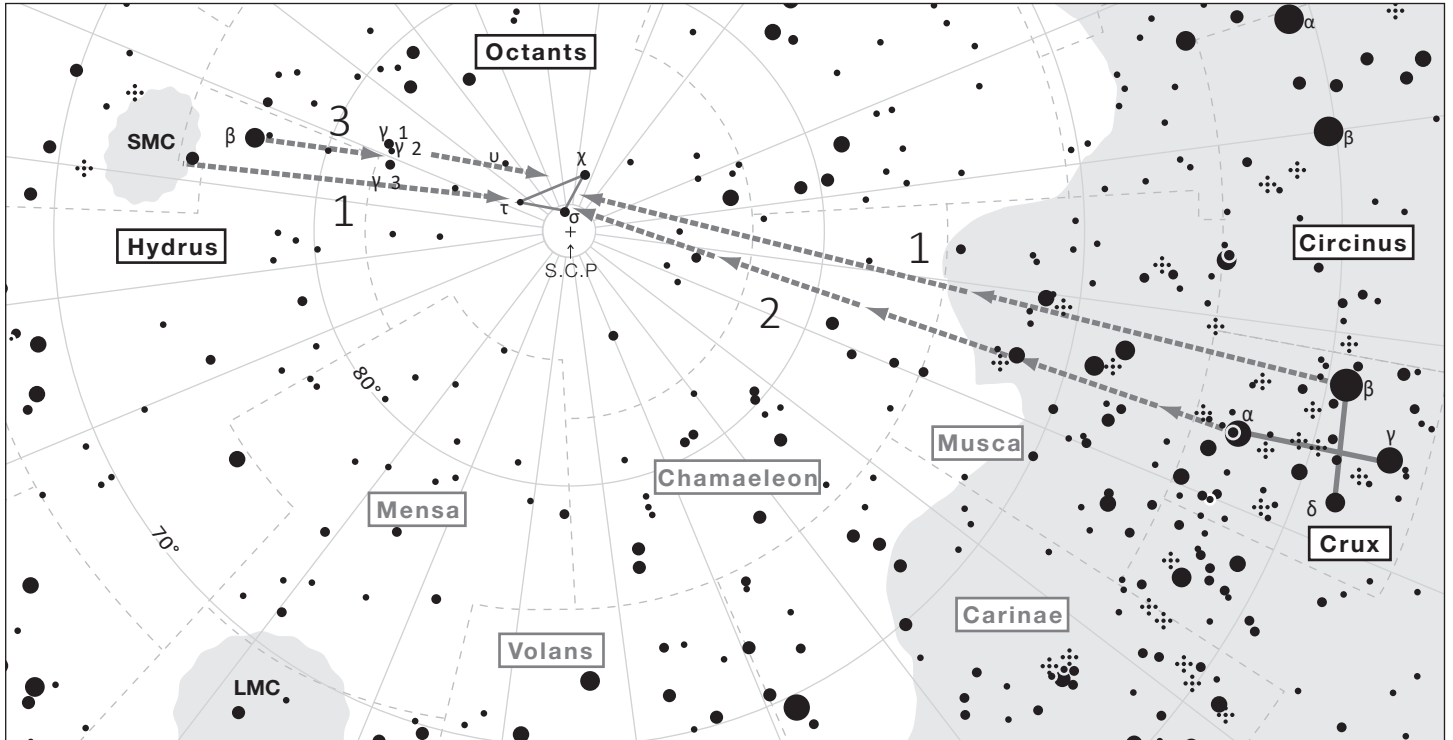 α
Octants
3
γ 1
γ 2
β
SMC
β
υ
χ
γ 3
τ
σ
1
Hydrus
S.C.P
1
Circinus
2
80°
β
α
Musca
γ
Chamaeleon
Mensa
δ
70°
Crux
Carinae
Volans
LMC